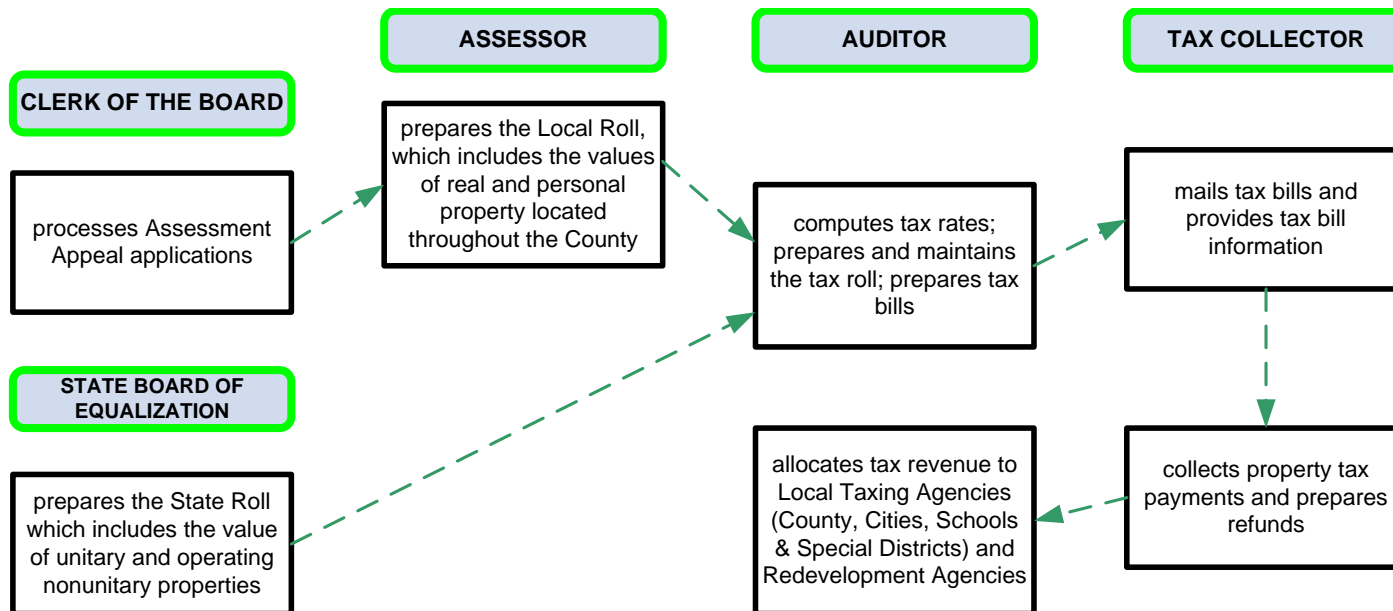 ASSESSOR
AUDITOR
TAX COLLECTOR
CLERK OF THE BOARD
processes Assessment
Appeal applications
prepares the Local Roll,
which includes the values
of real and personal
property located
throughout the County
computes tax rates;
prepares and maintains
the tax roll; prepares tax
bills
mails tax bills and
provides tax bill
information
STATE BOARD OF
EQUALIZATION
prepares the State Roll
which includes the value
of unitary and operating
nonunitary properties
allocates tax revenue to
Local Taxing Agencies
(County, Cities, Schools
& Special Districts) and
Redevelopment Agencies
collects property tax
payments and prepares
refunds